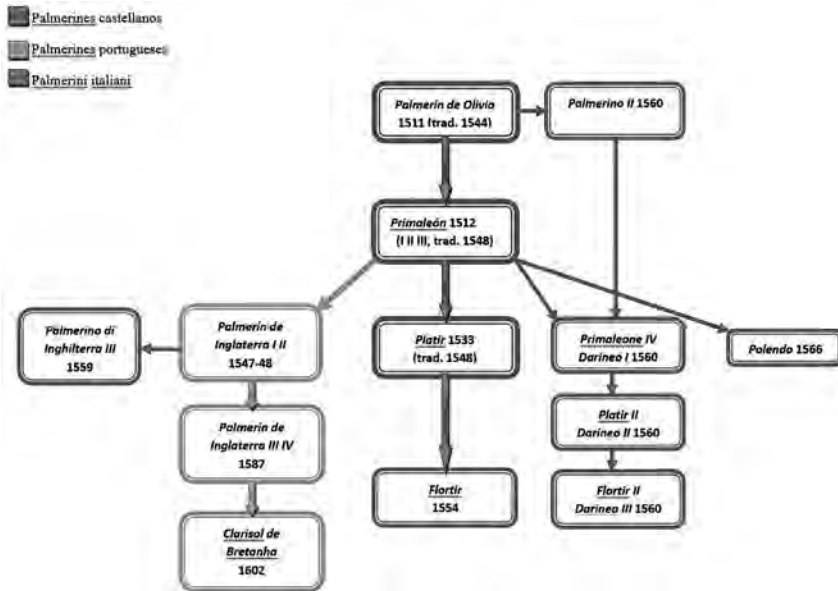 Palmerines castellanos
Palmerines portugueses
Palmerini italiani
Palmerín de Olivia
1511 (trad. 1544)
Palmerino II 1560
Primaleón 1512
(I II III, trad. 1548)
Palmerino di
Inghilterra III
1559
Palmerín de
Inglaterra I II
1547-48
Platir 1533
(trad. 1548)
Primaleone IV
Darineo I 1560
Polendo 1566
Palmerín de
Inglaterra III IV
1587
Platir II
Darineo II 1560
Flortir
1554
Flortir II
Darineo III 1560
Clarisol de
Bretanha
1602